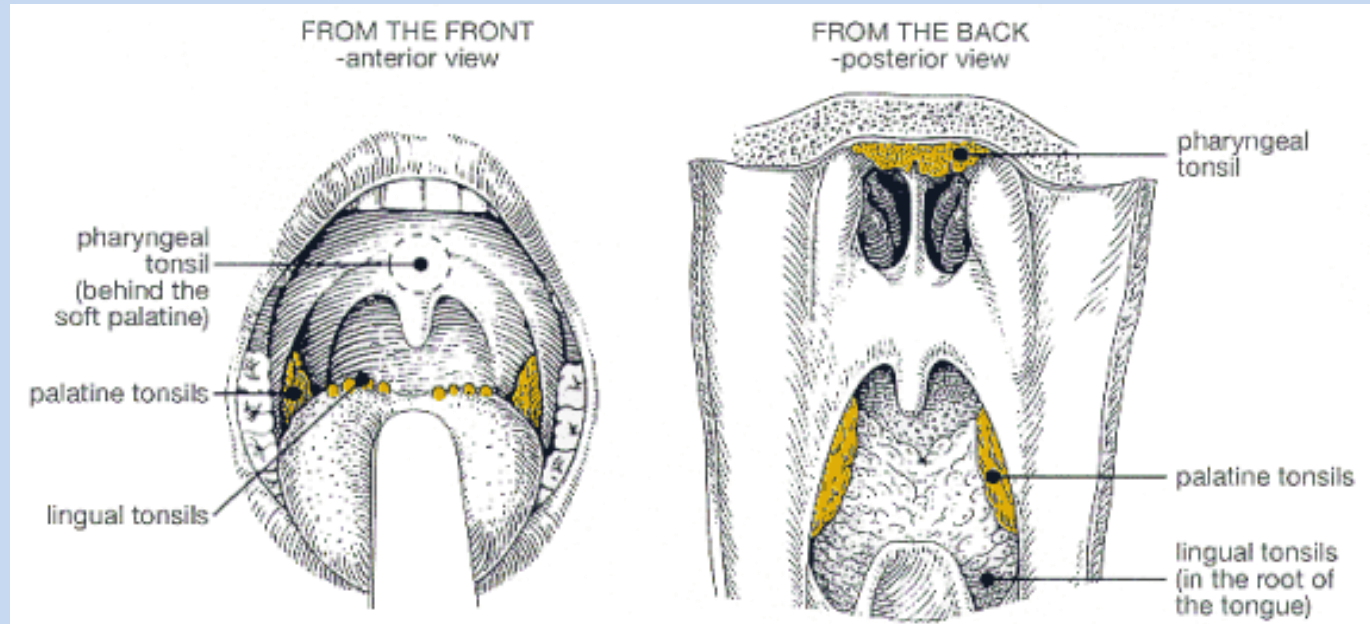 FROM THE FRONT
-anterior view
pharyngeal
tonsil
(behind the
soft palatine)
palatine tonsils
lingual tonsils
FROM THE BACK
-posterior view
pharyngeal
tonsil
palatine tonsils
lingual tonsils
(in the root of
the tongue)